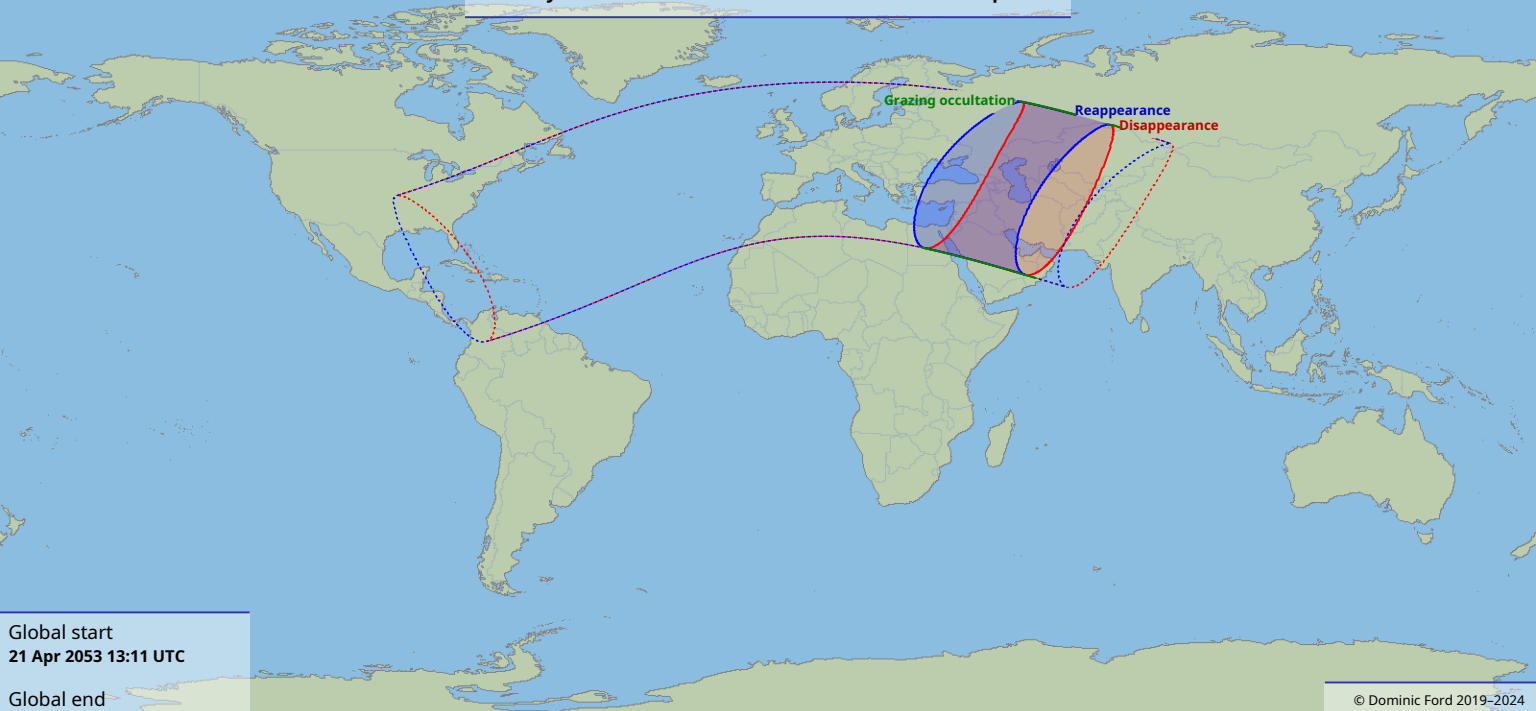 Grazing occultation
Reappearance
Disappearance
Global start
21 Apr 2053 13:11 UTC
Global end
© Dominic Ford 2019–2024